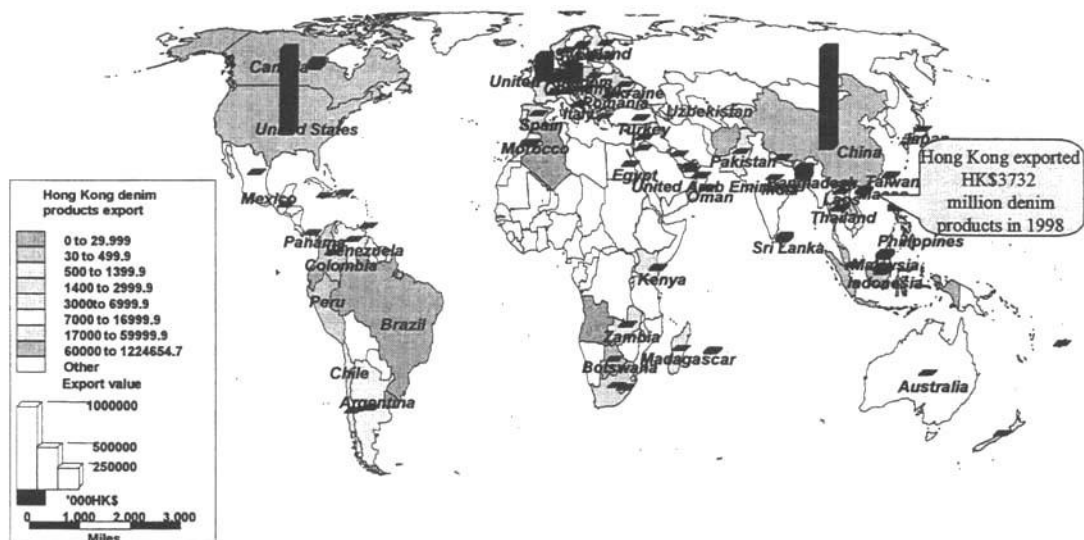 Canada
United States
Mexico
Panama
Venezuela
Colombia
Peru
Brazil
Chile
Argentina
United Kingdom
Ukraine
Romania
Italy
Spain
Turkey
Uzbekistan
Morocco
Egypt
Pakistan
United Arab Emirates
Oman
China
Japan
Bangladesh
Taiwan
Laos
Thailand
Sri Lanka
Philippines
Malaysia
Indonesia
Kenya
Zambia
Madagascar
Botswana
Australia
Hong Kong exported
HK$3732
million denim
products in 1998
Hong Kong denim
products export
0 to 29.999
30 to 499.9
500 to 1399.9
1400 to 2999.9
3000to 6999.9
7000 to 16999.9
17000 to 59999.9
60000 to 1224654.7
Other
Export value
1000000
500000
250000
'000HK$
0 1,000 2,000 3,000
Miles